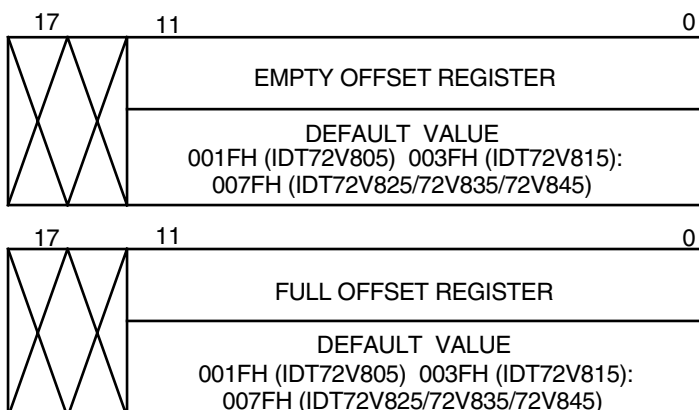 17 11 0
EMPTY OFFSET REGISTER
DEFAULT VALUE
001FH (IDT72V805) 003FH (IDT72V815):
007FH (IDT72V825/72V835/72V845)
17 11 0
FULL OFFSET REGISTER
DEFAULT VALUE
001FH (IDT72V805) 003FH (IDT72V815):
007FH (IDT72V825/72V835/72V845)